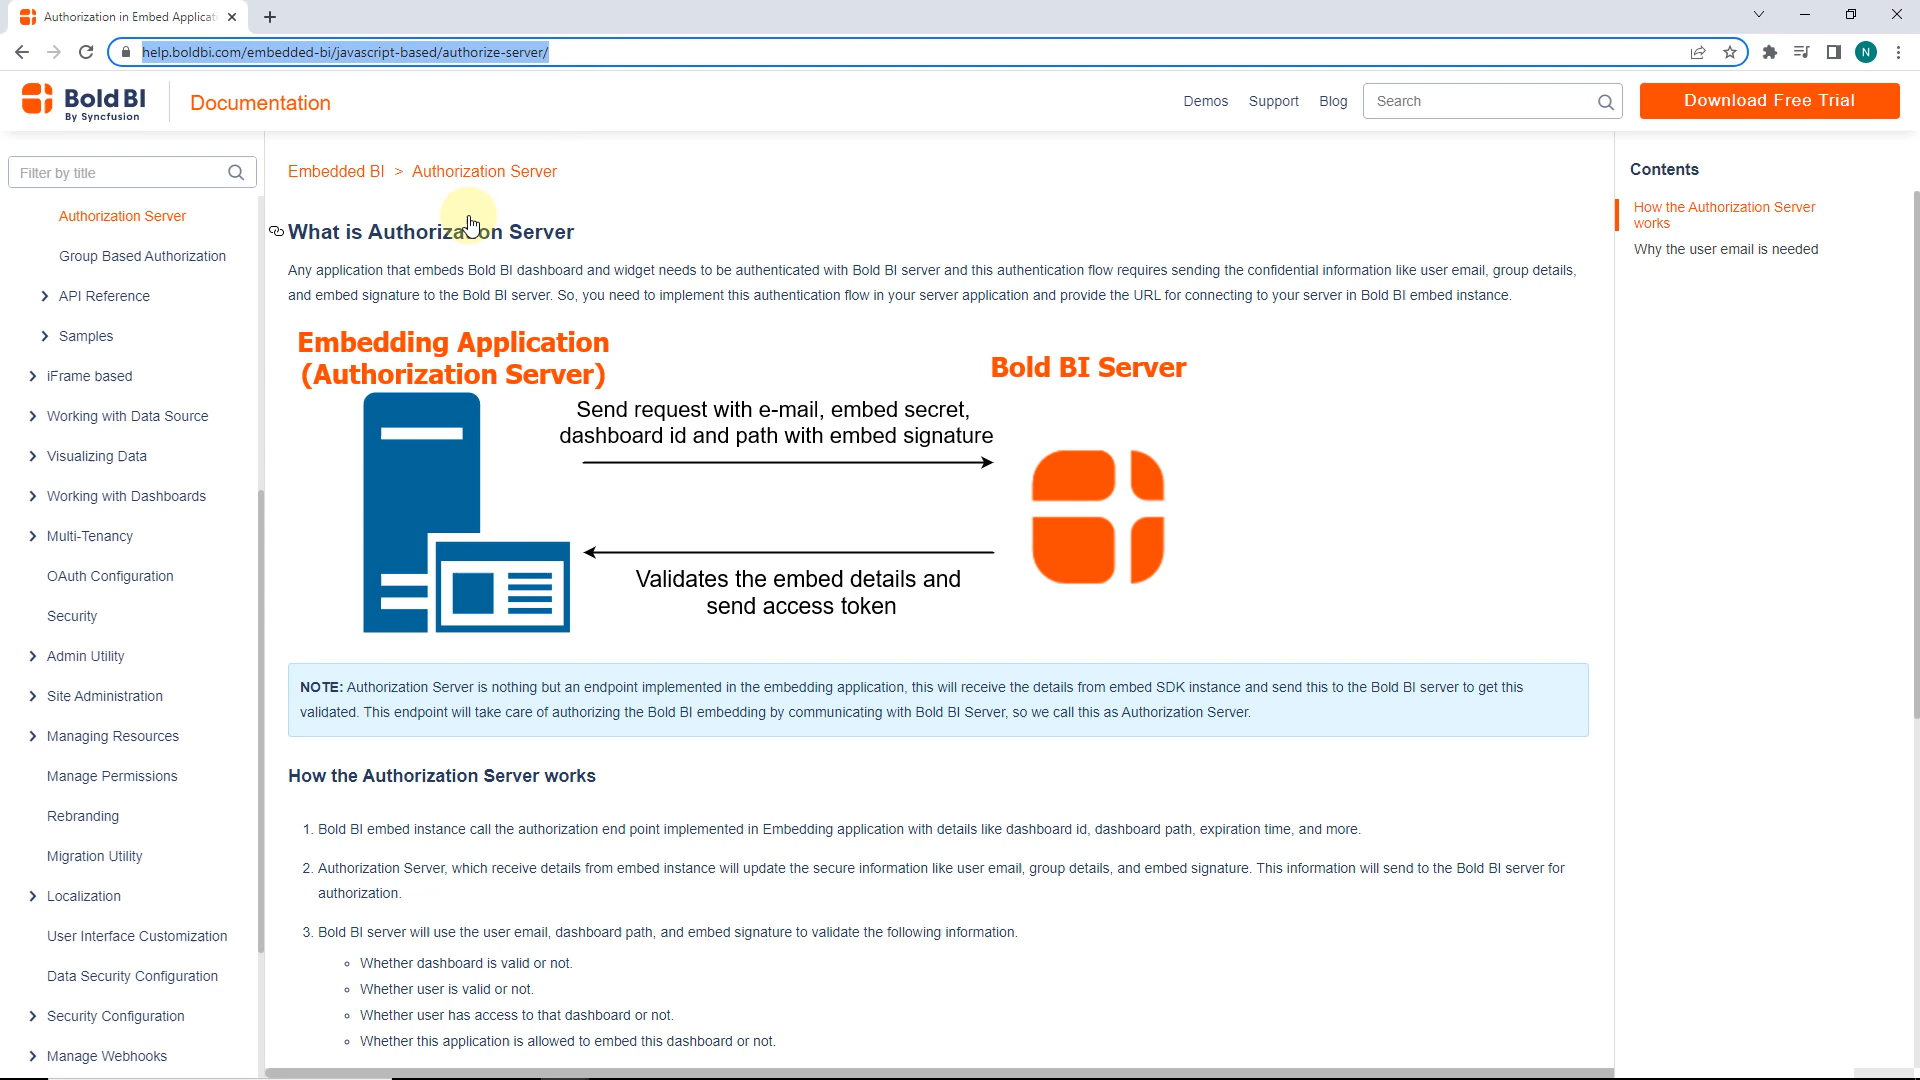 Authorization in Embed Applicat
help.boldbi.com/embedded-bi/javascript-based/authorize-server/
N
Bold BI
By Syncfusion
Documentation
Demos
Support
Blog
Search
Download Free Trial
Filter by title
Authorization Server
Group Based Authorization
API Reference
Samples
iFrame based
Working with Data Source
Visualizing Data
Working with Dashboards
Multi-Tenancy
OAuth Configuration
Security
Admin Utility
Site Administration
Managing Resources
Manage Permissions
Rebranding
Migration Utility
Localization
User Interface Customization
Data Security Configuration
Security Configuration
Manage Webhooks
Embedded BI > Authorization Server
What is Authorization Server
Any application that embeds Bold BI dashboard and widget needs to be authenticated with Bold BI server and this authentication flow requires sending the confidential information like user email, group details,
and embed signature to the Bold BI server. So, you need to implement this authentication flow in your server application and provide the URL for connecting to your server in Bold BI embed instance.
Embedding Application
(Authorization Server)
Bold BI Server
Send request with e-mail, embed secret,
dashboard id and path with embed signature
Validates the embed details and
send access token
NOTE: Authorization Server is nothing but an endpoint implemented in the embedding application, this will receive the details from embed SDK instance and send this to the Bold BI server to get this
validated. This endpoint will take care of authorizing the Bold BI embedding by communicating with Bold BI Server, so we call this as Authorization Server.
How the Authorization Server works
1. Bold BI embed instance call the authorization end point implemented in Embedding application with details like dashboard id, dashboard path, expiration time, and more.
2. Authorization Server, which receive details from embed instance will update the secure information like user email, group details, and embed signature. This information will send to the Bold BI server for
authorization.
3. Bold BI server will use the user email, dashboard path, and embed signature to validate the following information.
Whether dashboard is valid or not.
Whether user is valid or not.
Whether user has access to that dashboard or not.
Whether this application is allowed to embed this dashboard or not.
Contents
How the Authorization Server
works
Why the user email is needed